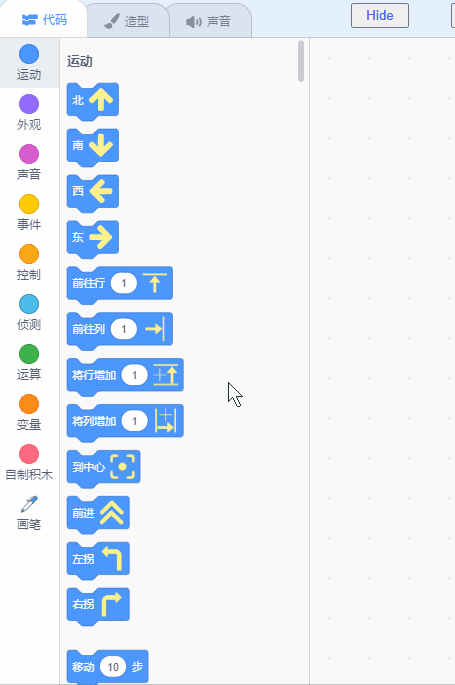 代码 造型 声音 Hide
运动
外观
声音
事件
控制
侦测
运算
变量
自制积木
画笔
运动
北
南
西
东
前往行 1
前往列 1
将行增加 1
将列增加 1
到中心
前进
左拐
右拐
移动 10 步